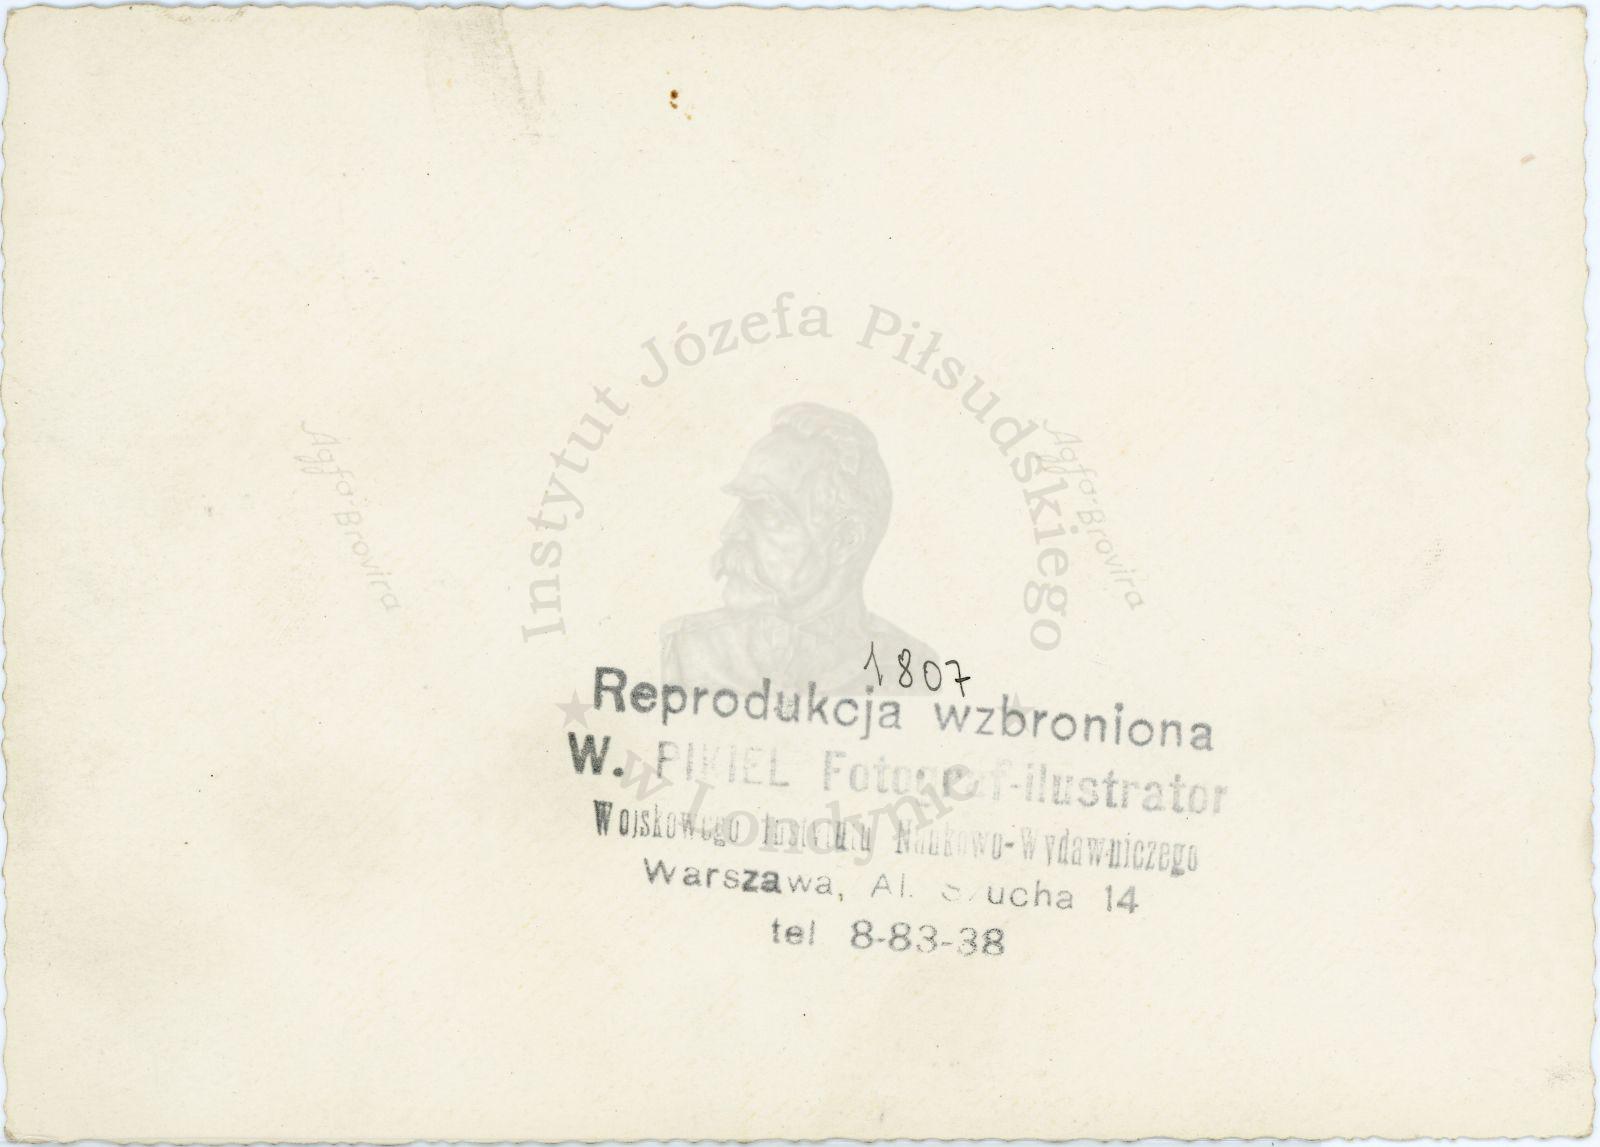 Instytut Józefa Piłsudskiego
w Londynie
Agfa-Brovira
Agfa-Brovira
1807
Reprodukcja wzbroniona
W. PIKIEL Fotograf-ilustrator
Wojskowego Instytutu Naukowo-Wydawniczego
Warszawa, Al. Szucha 14
tel 8-83-38